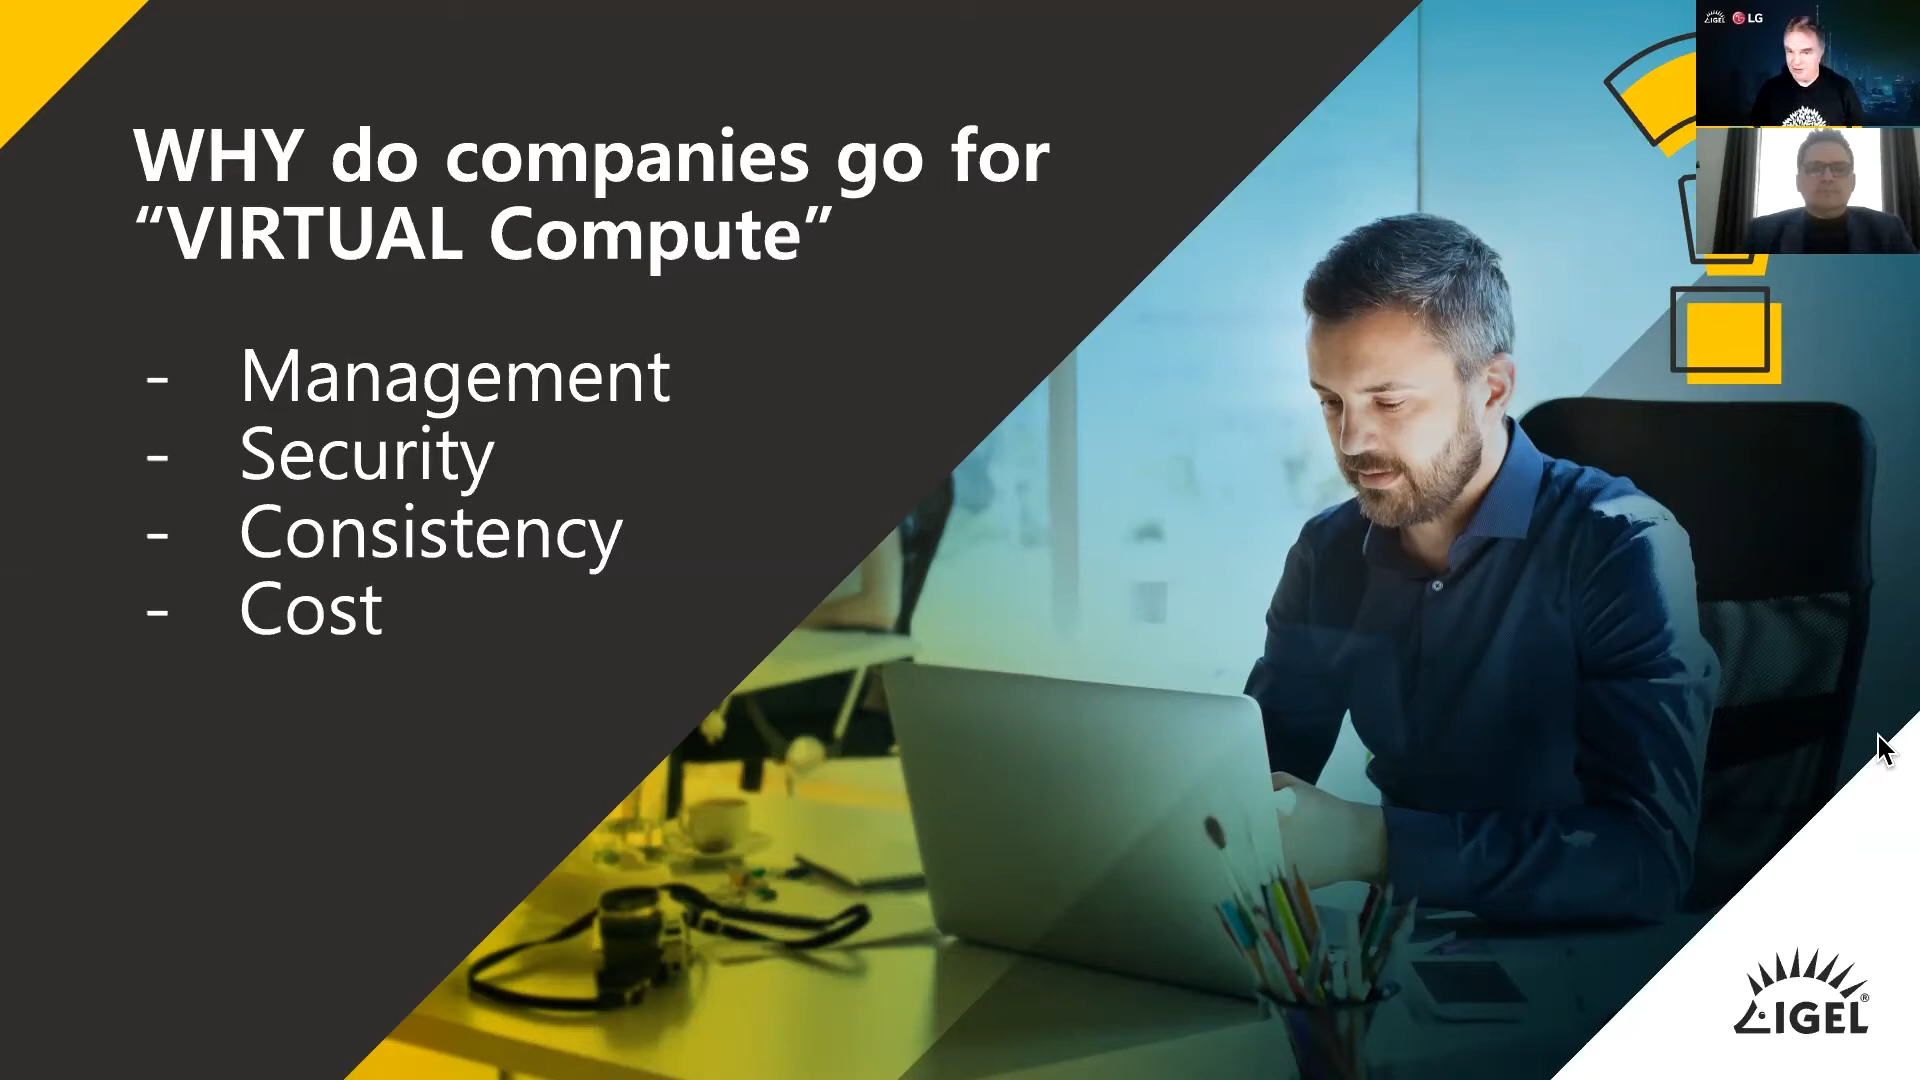 WHY do companies go for
“VIRTUAL Compute”
- Management
- Security
- Consistency
- Cost
IGEL
LG
IGEL®